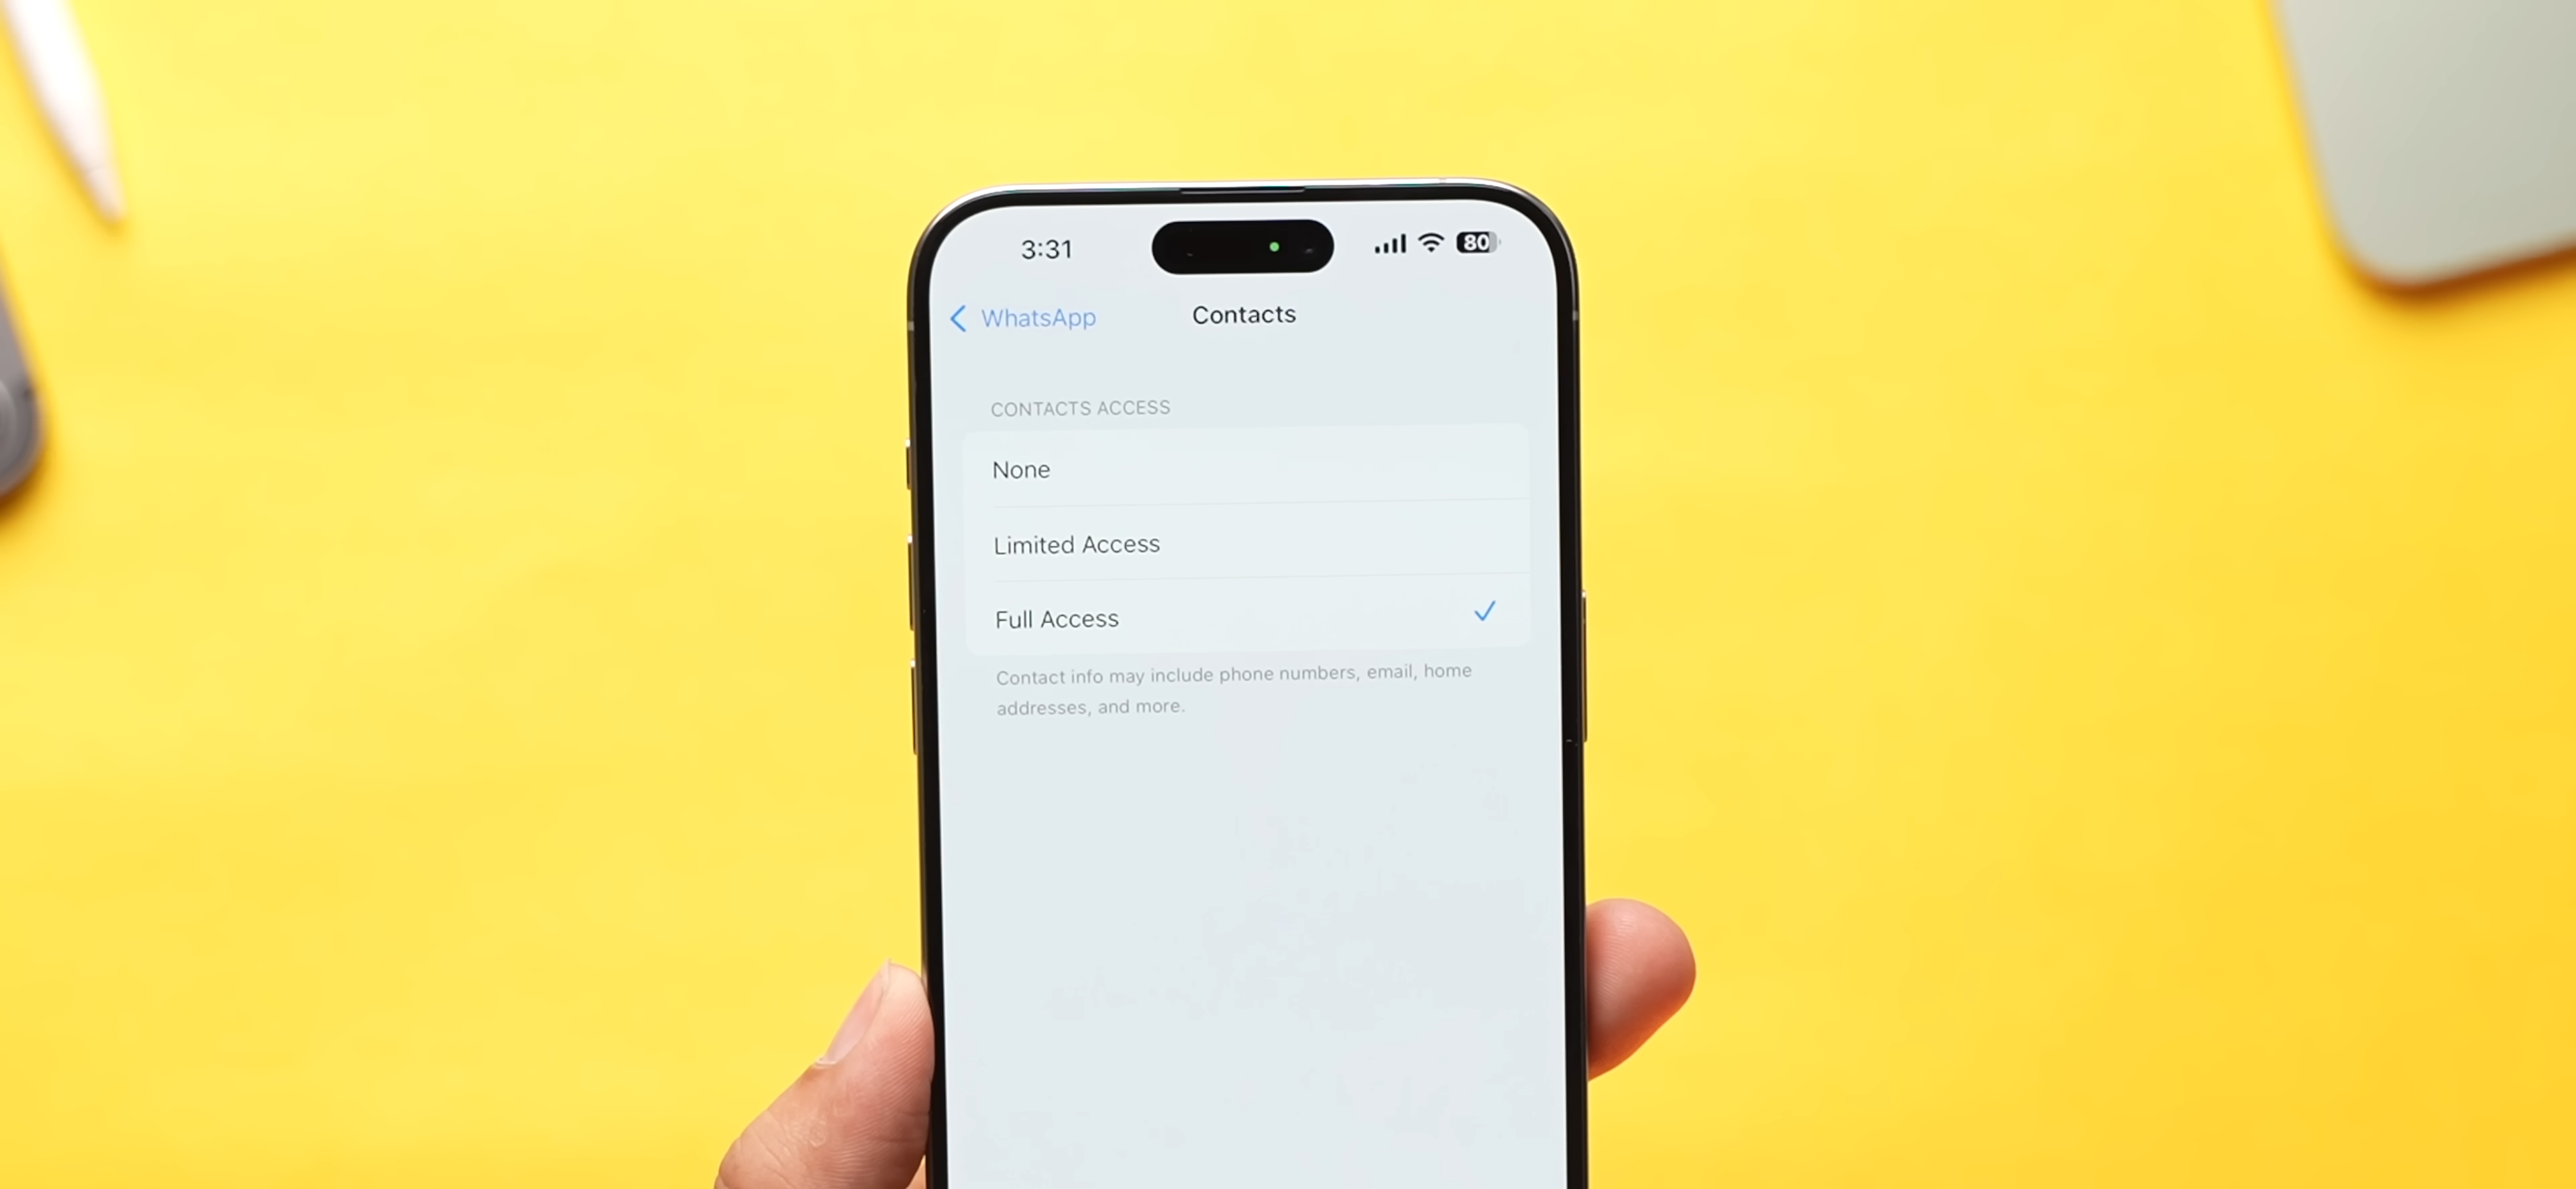 3:31
80
WhatsApp
Contacts
CONTACTS ACCESS
None
Limited Access
Full Access
Contact info may include phone numbers, email, home
addresses, and more.